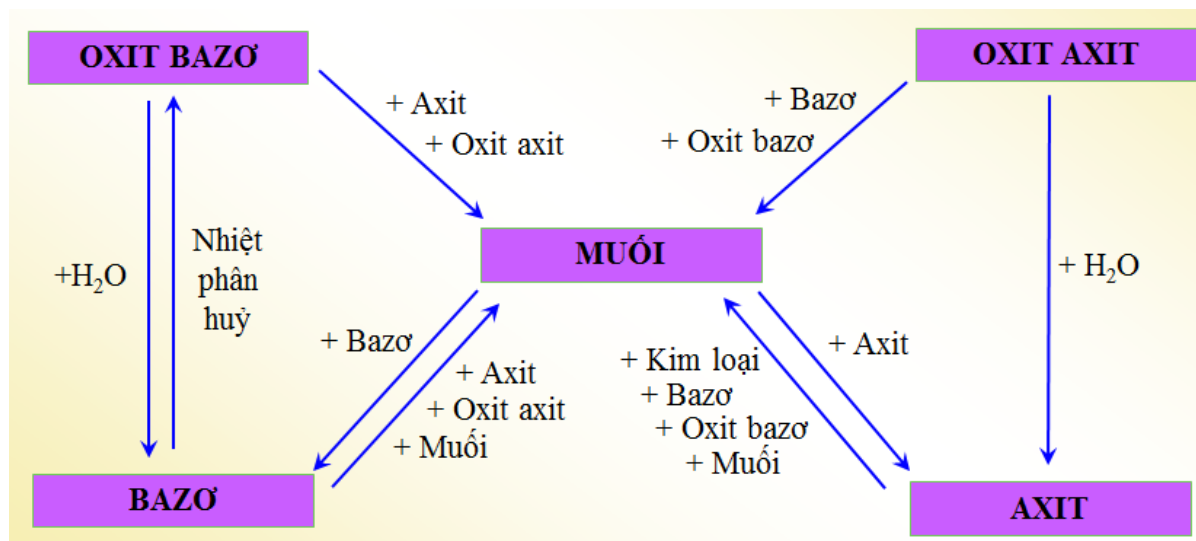 OXIT BAZƠ
OXIT AXIT
+ Axit
+ Oxit axit
+ Bazơ
+ Oxit bazơ
MUỐI
+H₂O
Nhiệt
phân
huỷ
+ H₂O
+ Bazơ
+ Axit
+ Oxit axit
+ Muối
+ Kim loại
+ Bazơ
+ Oxit bazơ
+ Muối
+ Axit
BAZƠ
AXIT